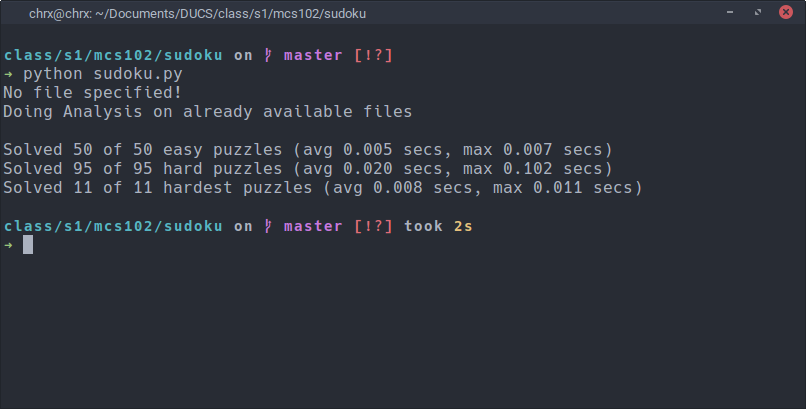 chrx@chrx: ~/Documents/DUCS/class/s1/mcs102/sudoku
class/s1/mcs102/sudoku on  master [!?]
➜ python sudoku.py
No file specified!
Doing Analysis on already available files
Solved 50 of 50 easy puzzles (avg 0.005 secs, max 0.007 secs)
Solved 95 of 95 hard puzzles (avg 0.020 secs, max 0.102 secs)
Solved 11 of 11 hardest puzzles (avg 0.008 secs, max 0.011 secs)
class/s1/mcs102/sudoku on  master [!?] took 2s
➜